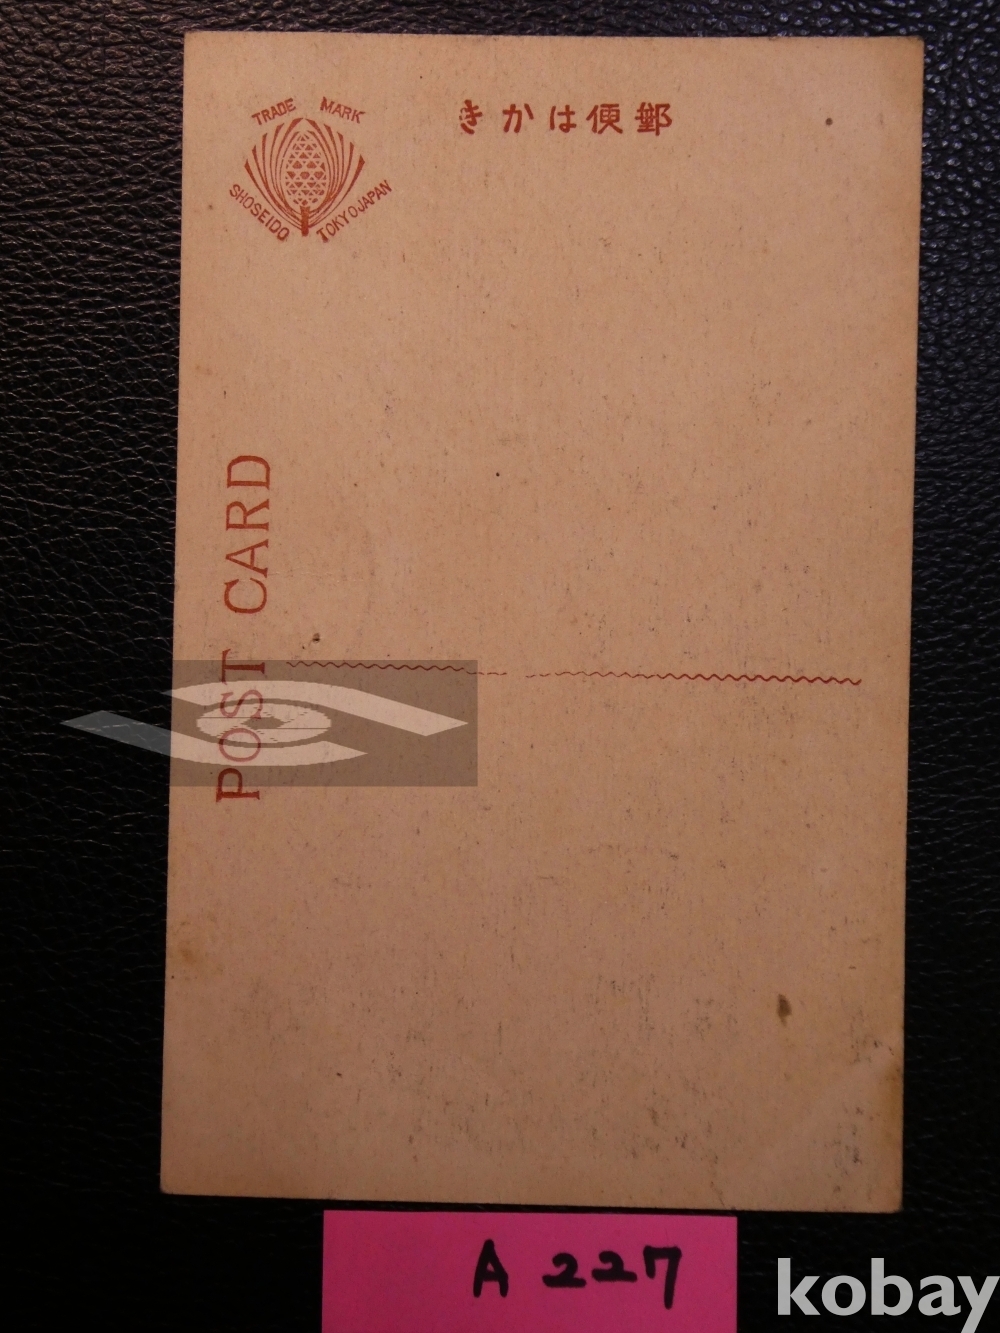 TRADE MARK
SHOSEIDO TOKYO JAPAN
きかは便郵
POST CARD
A 227
kobay